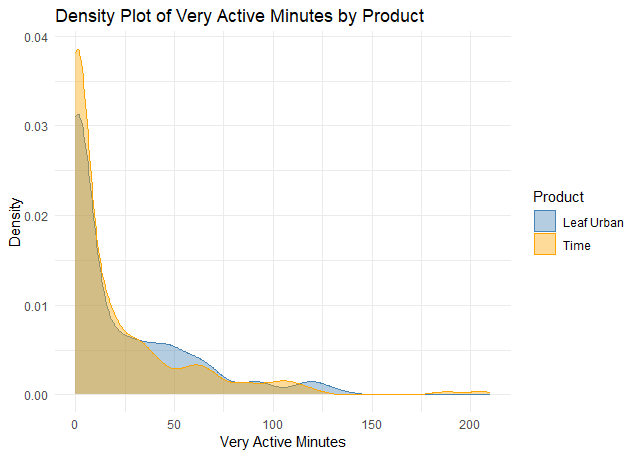 Density Plot of Very Active Minutes by Product
0.04
0.03
0.02
0.01
0.00
Density
0 50 100 150 200
Very Active Minutes
Product
Leaf Urban
Time